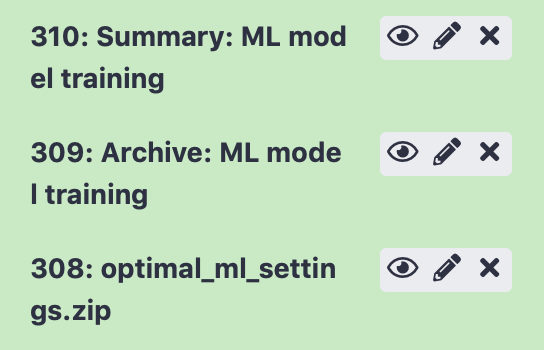 310: Summary: ML mod
el training
309: Archive: ML mode
l training
308: optimal_ml_settin
gs.zip